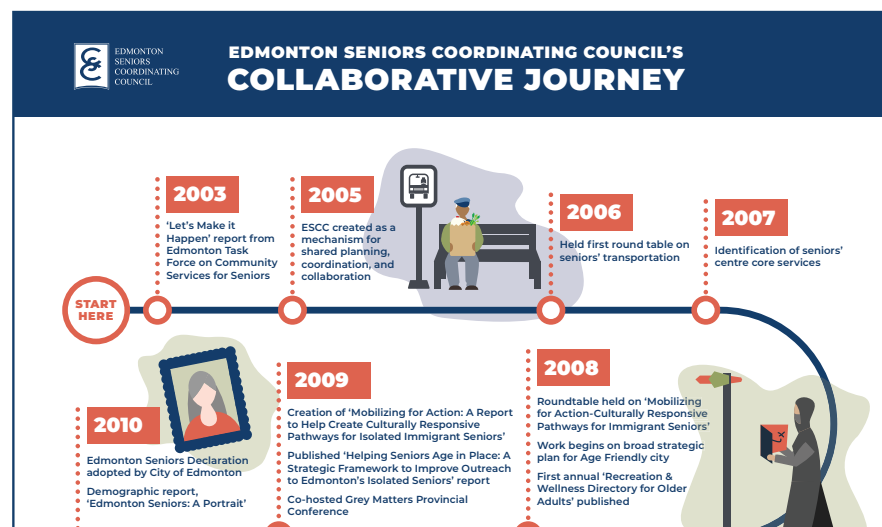 EDMONTON
SENIORS
COORDINATING
COUNCIL
EDMONTON SENIORS COORDINATING COUNCIL'S
COLLABORATIVE JOURNEY
START
HERE
2003
‘Let’s Make it
Happen’ report from
Edmonton Task
Force on Community
Services for Seniors
2005
ESCC created as a
mechanism for
shared planning,
coordination, and
collaboration
2006
Held first round table on
seniors’ transportation
2007
Identification of seniors’
centre core services
2008
Roundtable held on ‘Mobilizing
for Action-Culturally Responsive
Pathways for Immigrant Seniors’
Work begins on broad strategic
plan for Age Friendly city
First annual ‘Recreation &
Wellness Directory for Older
Adults’ published
2009
Creation of ‘Mobilizing for Action: A Report
to Help Create Culturally Responsive
Pathways for Isolated Immigrant Seniors’
Published ‘Helping Seniors Age in Place: A
Strategic Framework to Improve Outreach
to Edmonton’s Isolated Seniors’ report
Co-hosted Grey Matters Provincial
Conference
2010
Edmonton Seniors Declaration
adopted by City of Edmonton
Demographic report,
‘Edmonton Seniors: A Portrait’